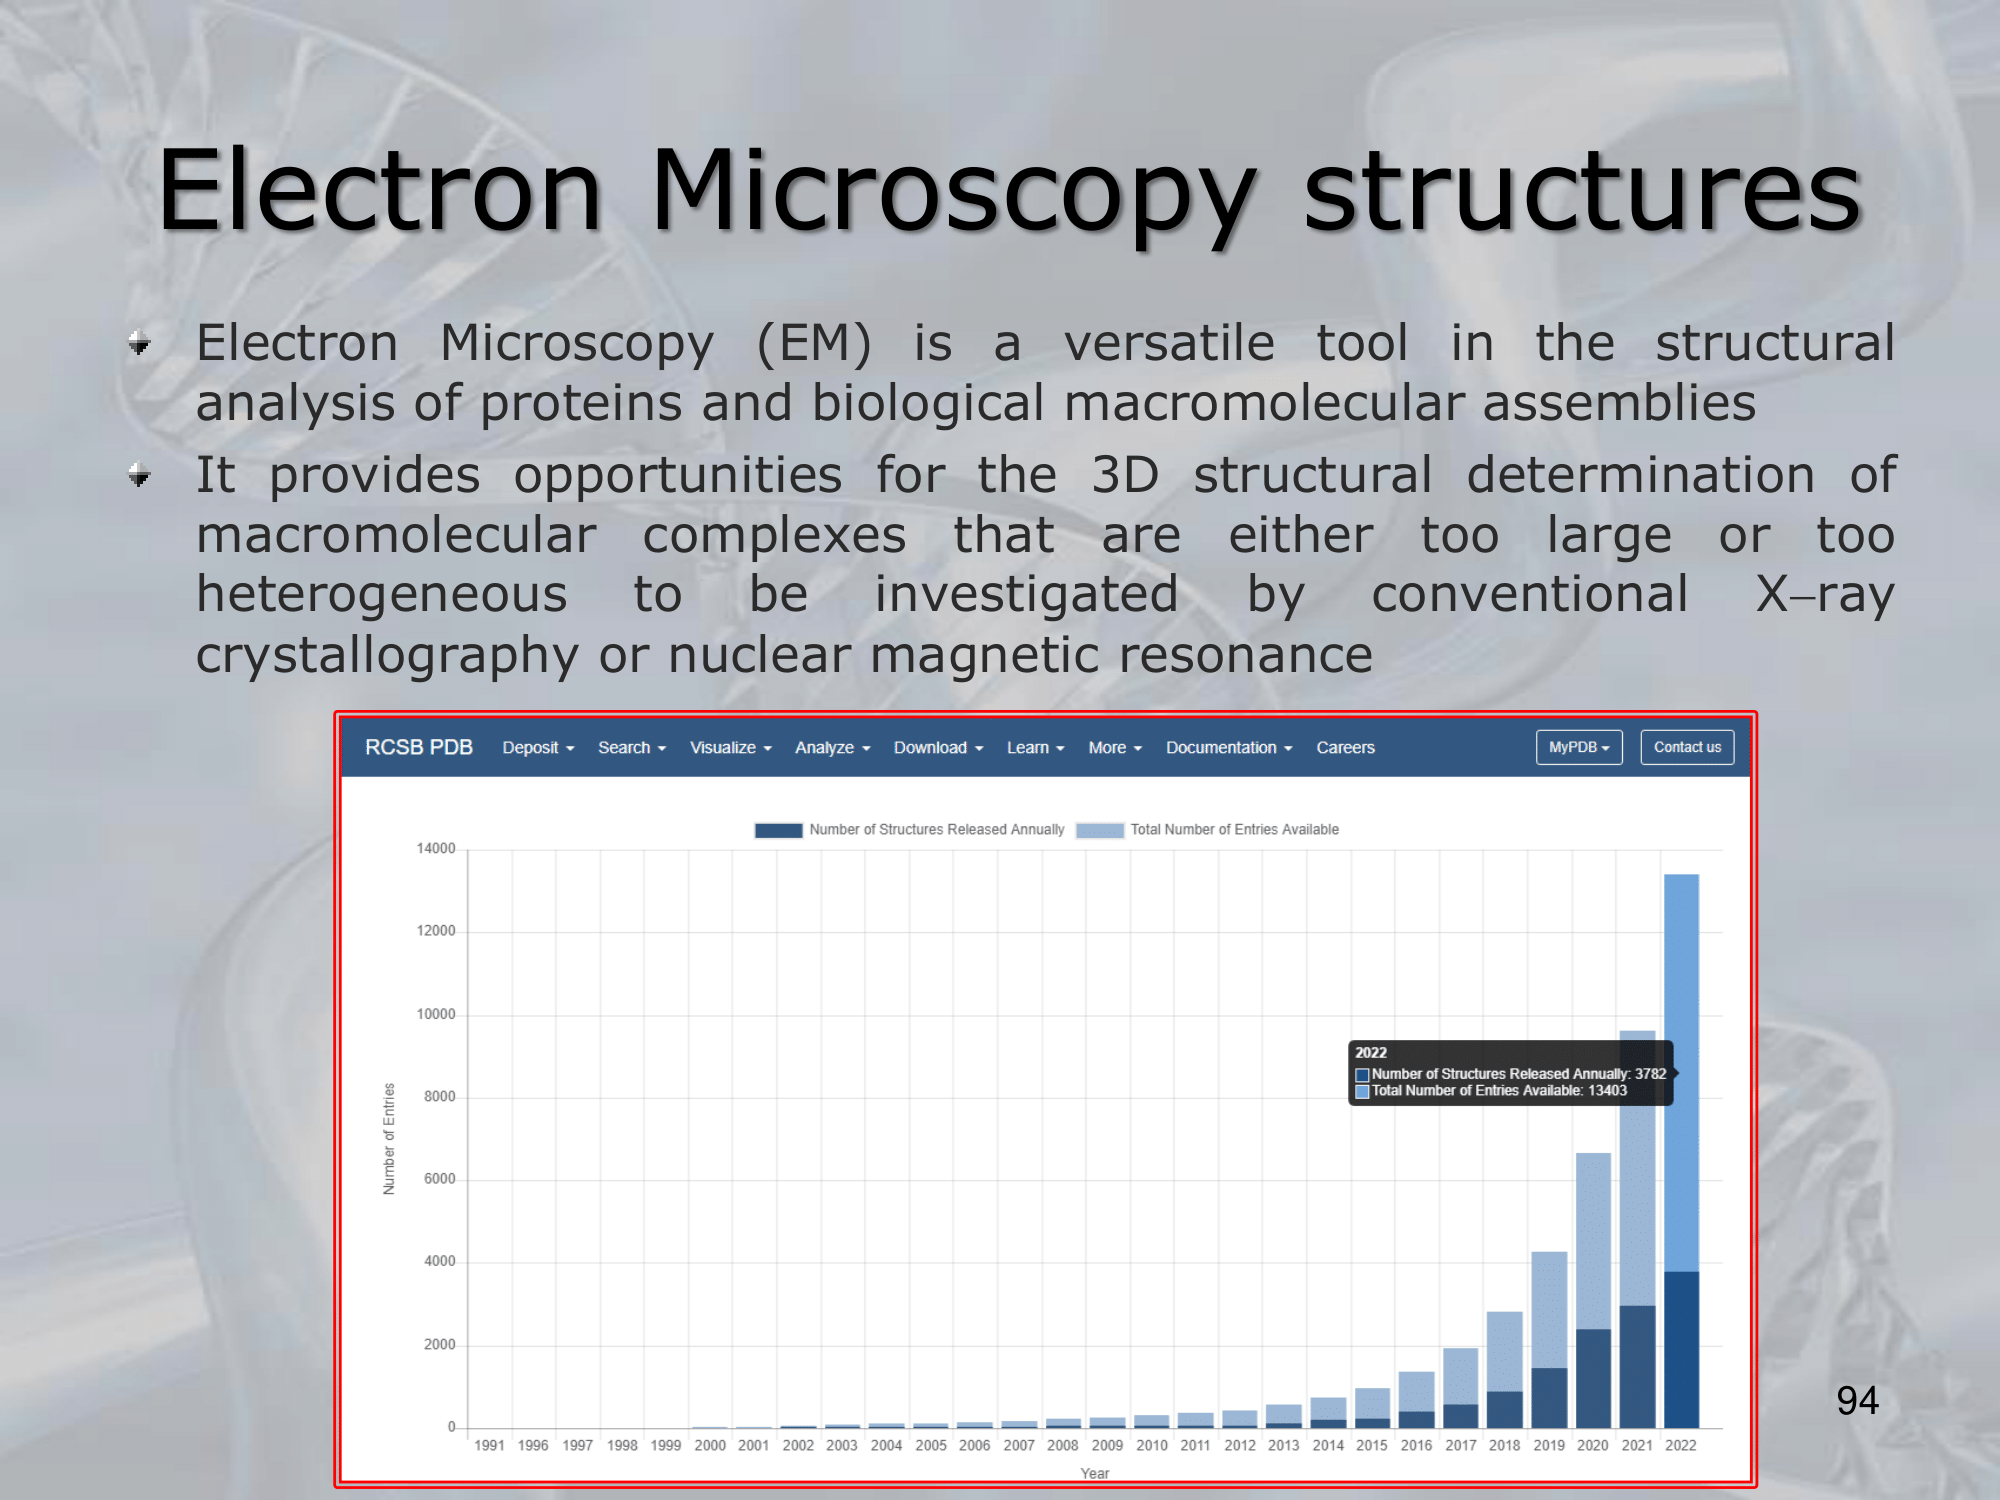 Electron Microscopy structures
Electron Microscopy (EM) is a versatile tool in the structural
analysis of proteins and biological macromolecular assemblies
It provides opportunities for the 3D structural determination of
macromolecular complexes that are either too large or too
heterogeneous to be investigated by conventional X–ray
crystallography or nuclear magnetic resonance
RCSB PDB Deposit Search Visualize Analyze Download Learn More Documentation Careers MyPDB Contact us
Number of Structures Released Annually Total Number of Entries Available
14000
12000
10000
8000
6000
4000
2000
0
Number of Entries
2022
Number of Structures Released Annually: 3782
Total Number of Entries Available: 13403
1991 1996 1997 1998 1999 2000 2001 2002 2003 2004 2005 2006 2007 2008 2009 2010 2011 2012 2013 2014 2015 2016 2017 2018 2019 2020 2021 2022
Year
94